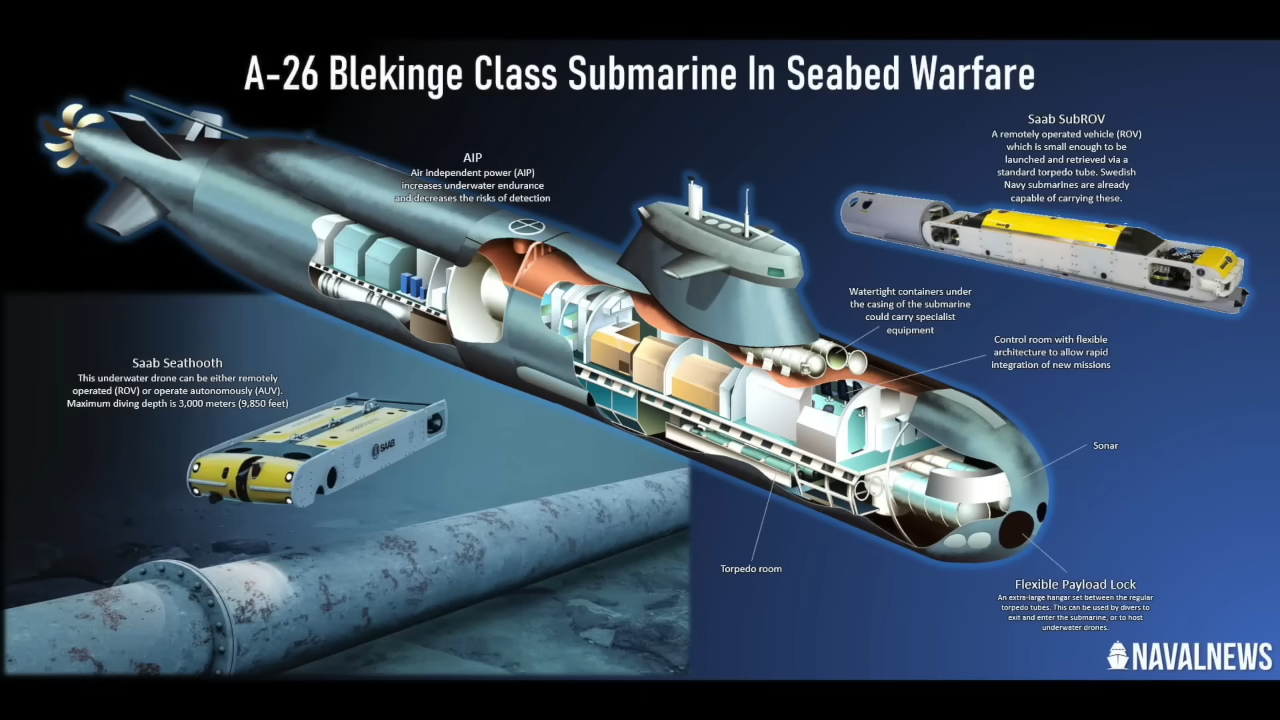 A-26 Blekinge Class Submarine In Seabed Warfare
Saab SubROV
A remotely operated vehicle (ROV)
which is small enough to be
launched and retrieved via a
standard torpedo tube. Swedish
Navy submarines are already
capable of carrying these.
AIP
Air independent power (AIP)
increases underwater endurance
and decreases the risks of detection
Watertight containers under
the casing of the submarine
could carry specialist
equipment
Control room with flexible
architecture to allow rapid
integration of new missions
Saab Seathooth
This underwater drone can be either remotely
operated (ROV) or operate autonomously (AUV).
Maximum diving depth is 3,000 meters (9,850 feet)
SAAB
Sonar
Torpedo room
Flexible Payload Lock
An extra-large hangar set between the regular
torpedo tubes. This can be used by divers to
exit and enter the submarine, or to host
underwater drones.
NAVALNEWS